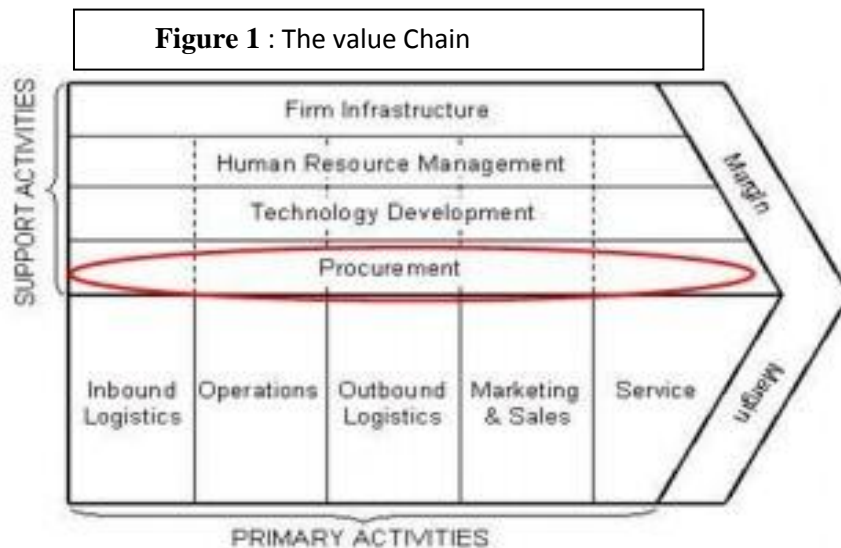 Figure 1 : The value Chain
SUPPORT ACTIVITIES
Firm Infrastructure
Human Resource Management
Technology Development
Procurement
Margin
Inbound
Logistics
Operations
Outbound
Logistics
Marketing
& Sales
Service
Margin
PRIMARY ACTIVITIES